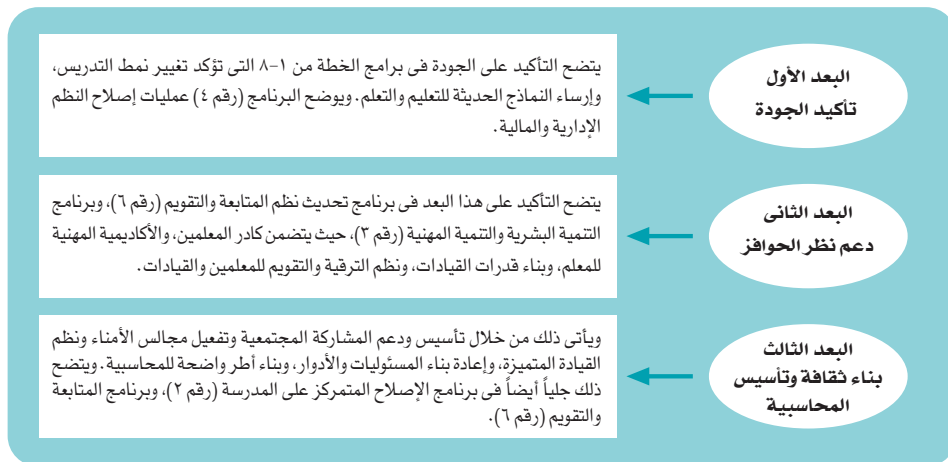 البعد الأول
تأكيد الجودة
يتضح التأكيد على الجودة فى برامج الخطة من ١-٨ التى تؤكد تغيير نمط التدريس،
وإرساء النماذج الحديثة للتعليم والتعلم. ويوضح البرنامج (رقم ٤) عمليات إصلاح النظم
الإدارية والمالية.
البعد الثانى
دعم نظر الحوافز
يتضح التأكيد على هذا البعد فى برنامج تحديث نظم المتابعة والتقويم (رقم ٦)، وبرنامج
التنمية البشرية والتنمية المهنية (رقم ٣)، حيث يتضمن كادر المعلمين، والأكاديمية المهنية
للمعلم، وبناء قدرات القيادات، ونظم الترقية والتقويم للمعلمين والقيادات.
البعد الثالث
بناء ثقافة وتأسيس
المحاسبية
ويأتى ذلك من خلال تأسيس ودعم المشاركة المجتمعية وتفعيل مجالس الأمناء ونظم
القيادة المتميزة، وإعادة بناء المسئوليات والأدوار، وبناء أطر واضحة للمحاسبية. ويتضح
ذلك جلياً أيضاً فى برنامج الإصلاح المتمركز على المدرسة (رقم ٢)، وبرنامج المتابعة
والتقويم (رقم ٦).